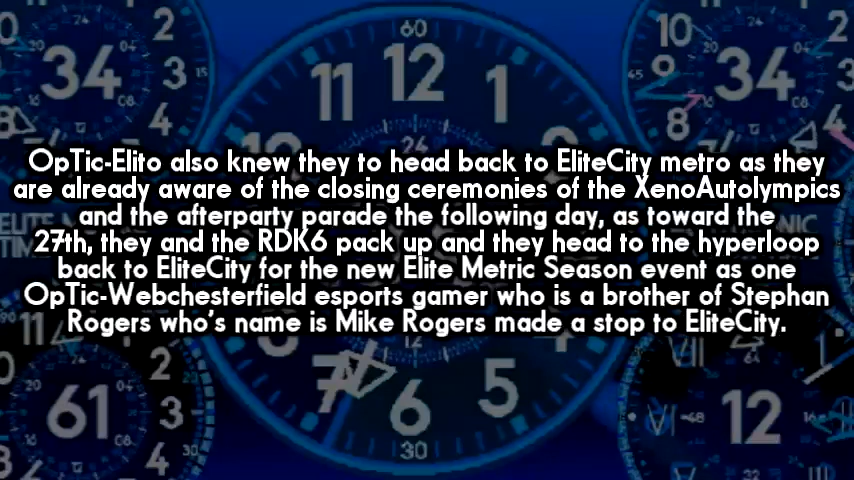 OpTic-Elito also knew they to head back to EliteCity metro as they
are already aware of the closing ceremonies of the XenoAutolympics
and the afterparty parade the following day, as toward the
27th, they and the RDK6 pack up and they head to the hyperloop
back to EliteCity for the new Elite Metric Season event as one
OpTic-Webchesterfield esports gamer who is a brother of Stephan
Rogers who's name is Mike Rogers made a stop to EliteCity.